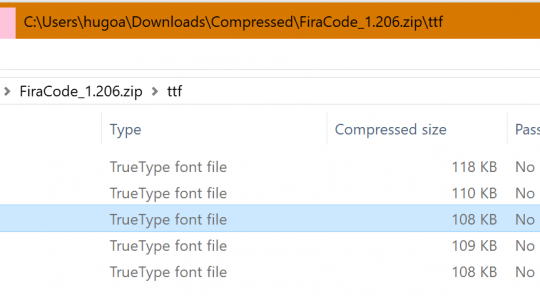 C:\Users\hugoa\Downloads\Compressed\FiraCode_1.206.zip\ttf
FiraCode_1.206.zip ttf
Type Compressed size Pass
TrueType font file 118 KB No
TrueType font file 110 KB No
TrueType font file 108 KB No
TrueType font file 109 KB No
TrueType font file 108 KB No